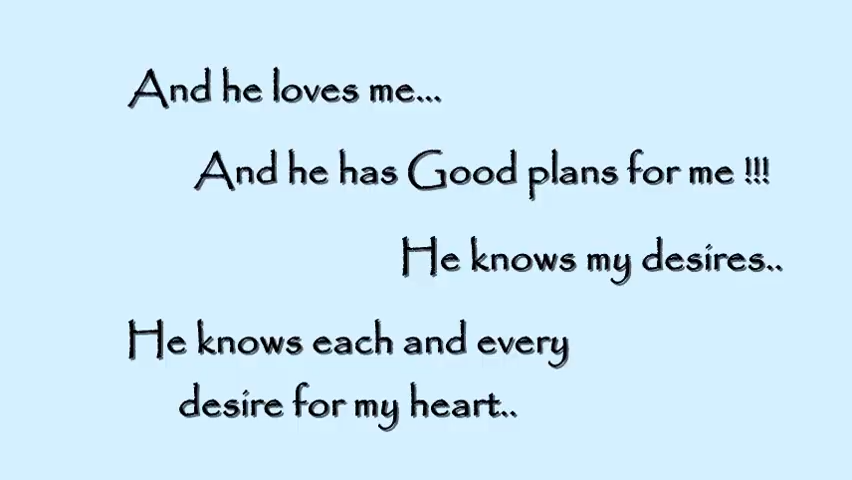 And he loves me...
And he has Good plans for me !!!
He knows my desires..
He knows each and every
desire for my heart..